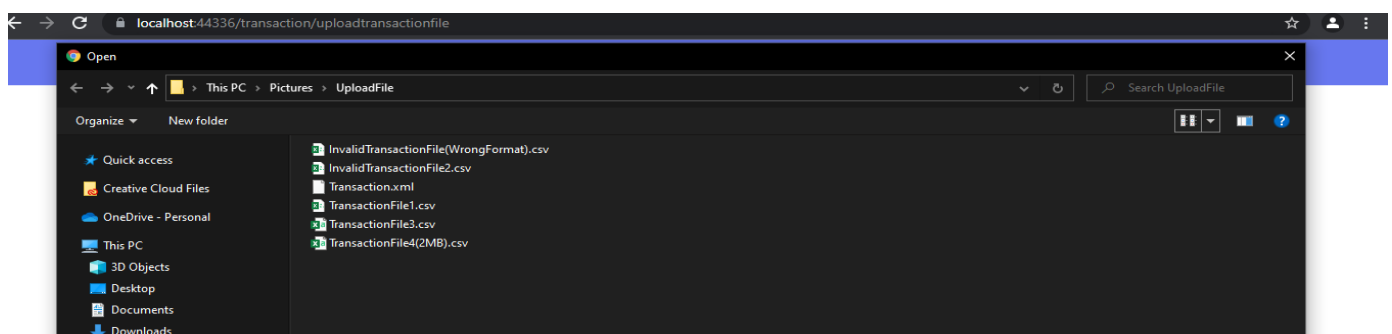 localhost:44336/transaction/uploadtransactionfile
Open
This PC > Pictures > UploadFile
Search UploadFile
Organize
New folder
Quick access
Creative Cloud Files
OneDrive - Personal
This PC
3D Objects
Desktop
Documents
Downloads
InvalidTransactionFile(WrongFormat).csv
InvalidTransactionFile2.csv
Transaction.xml
TransactionFile1.csv
TransactionFile3.csv
TransactionFile4(2MB).csv